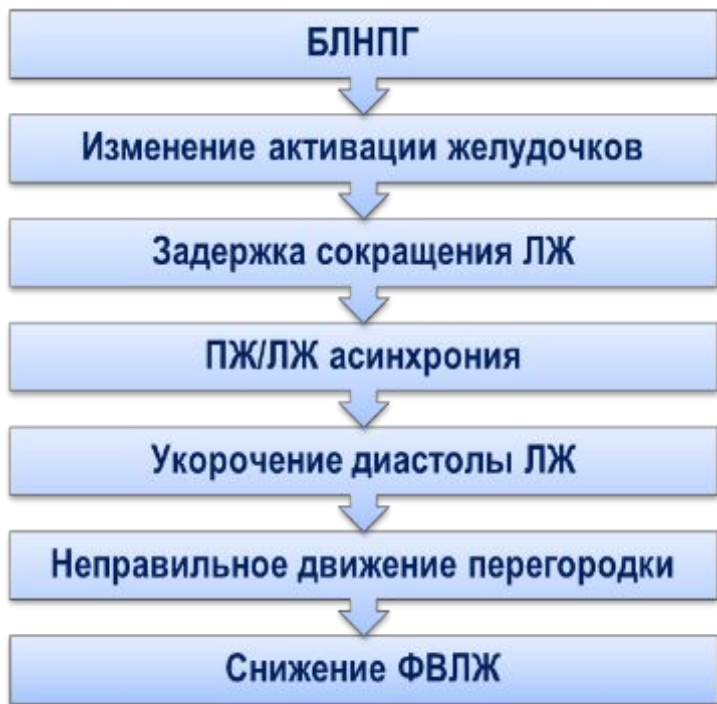 БЛНПГ
Изменение активации желудочков
Задержка сокращения ЛЖ
ПЖ/ЛЖ асинхрония
Укорочение диастолы ЛЖ
Неправильное движение перегородки
Снижение ФВЛЖ